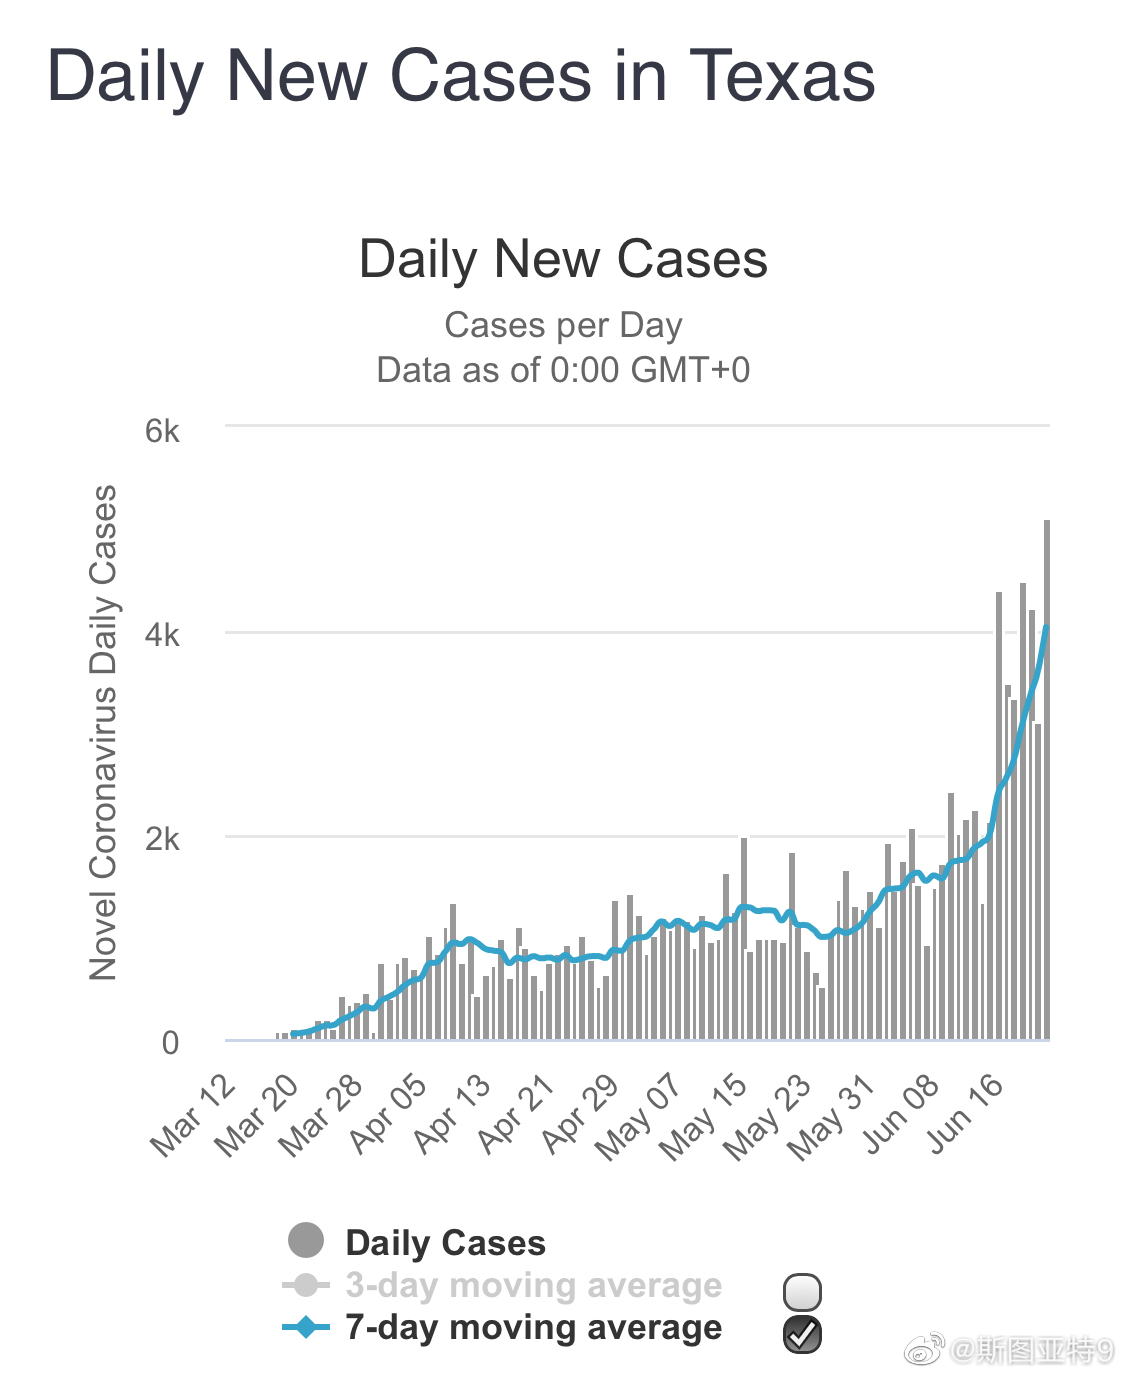 Daily New Cases in Texas
Daily New Cases
Cases per Day
Data as of 0:00 GMT+0
Novel Coronavirus Daily Cases
6k
4k
2k
0
Mar 12
Mar 20
Mar 28
Apr 05
Apr 13
Apr 21
Apr 29
May 07
May 15
May 23
May 31
Jun 08
Jun 16
Daily Cases
3-day moving average
7-day moving average
@斯图亚特9